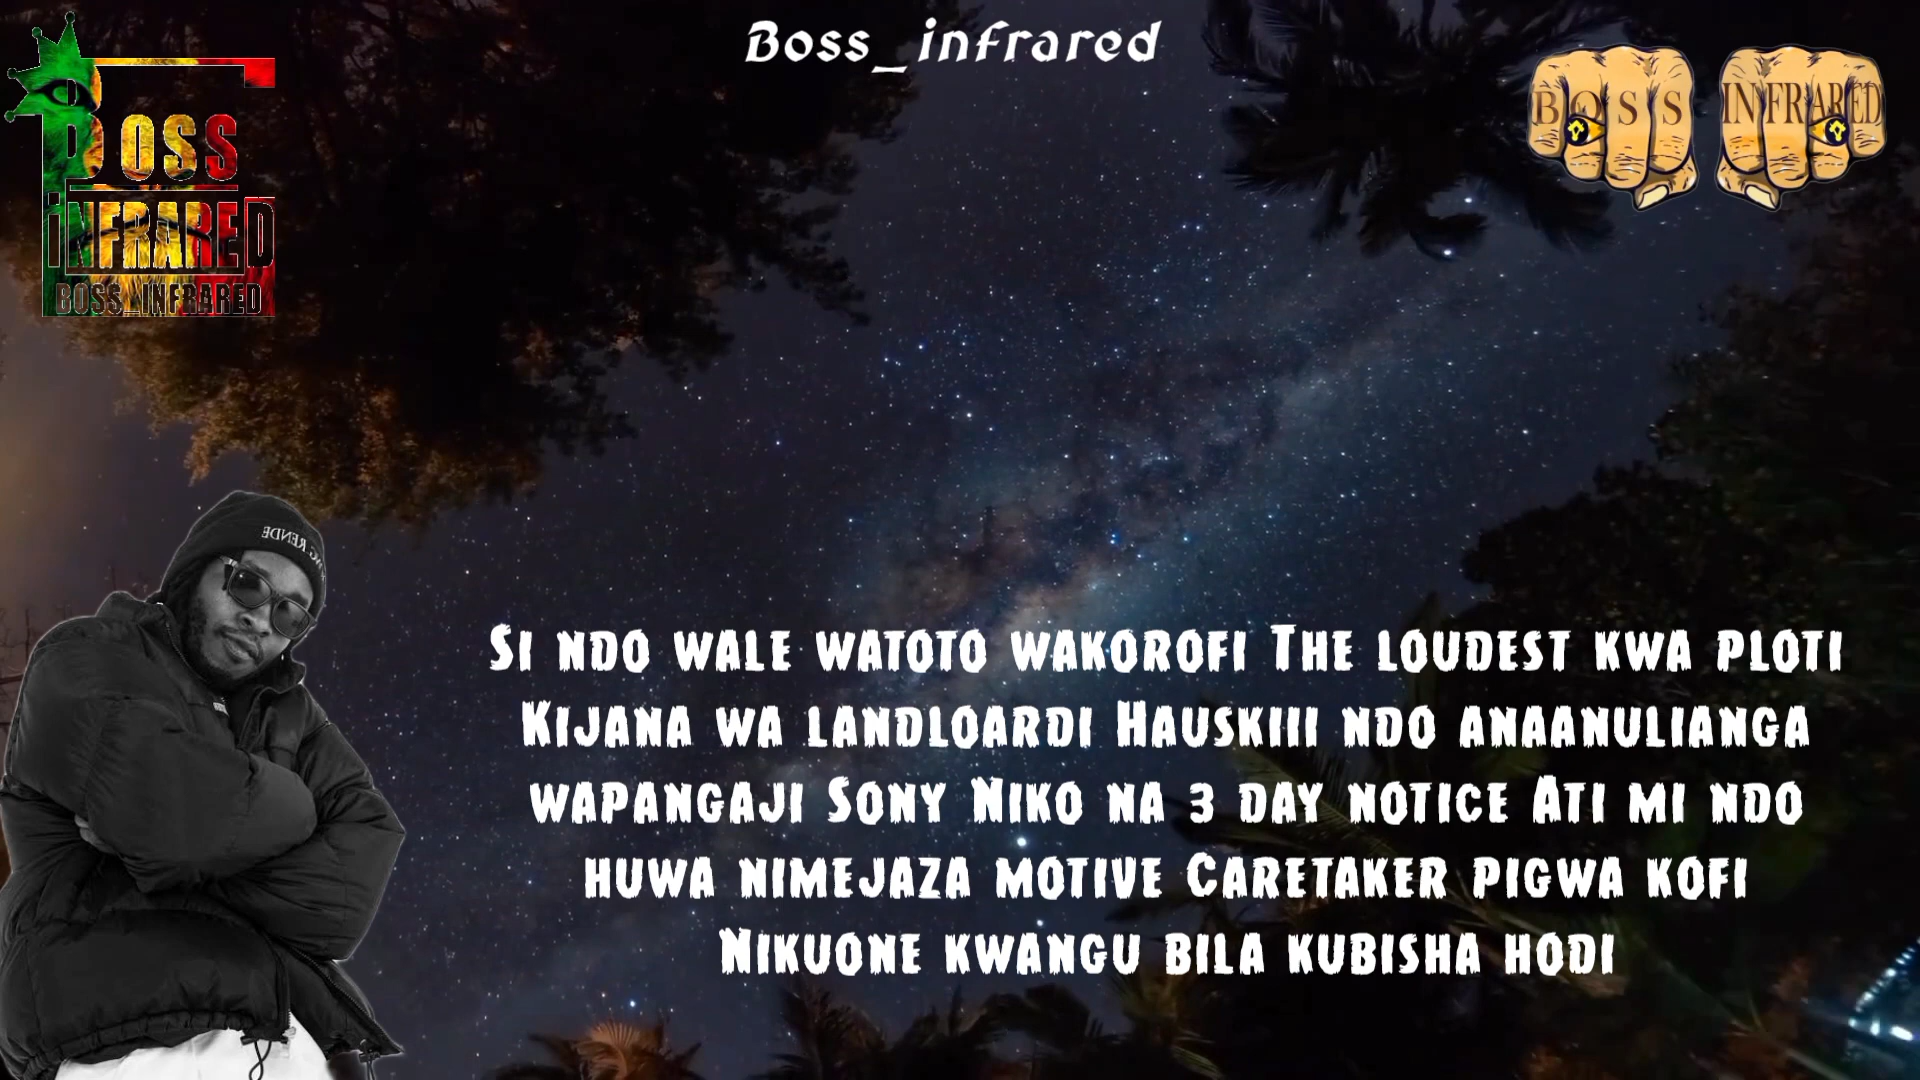 Boss_infrared
BOSS
iNFRARED
BOSS_INFRARED
BOSS INFRARED
RENDE
Si ndo wale watoto wakorofi The loudest kwa ploti
Kijana wa landloardi Hauskiii ndo anaanulianga
wapangaji Sony Niko na 3 day notice Ati mi ndo
huwa nimejaza motive Caretaker pigwa kofi
Nikuone kwangu bila kubisha hodi